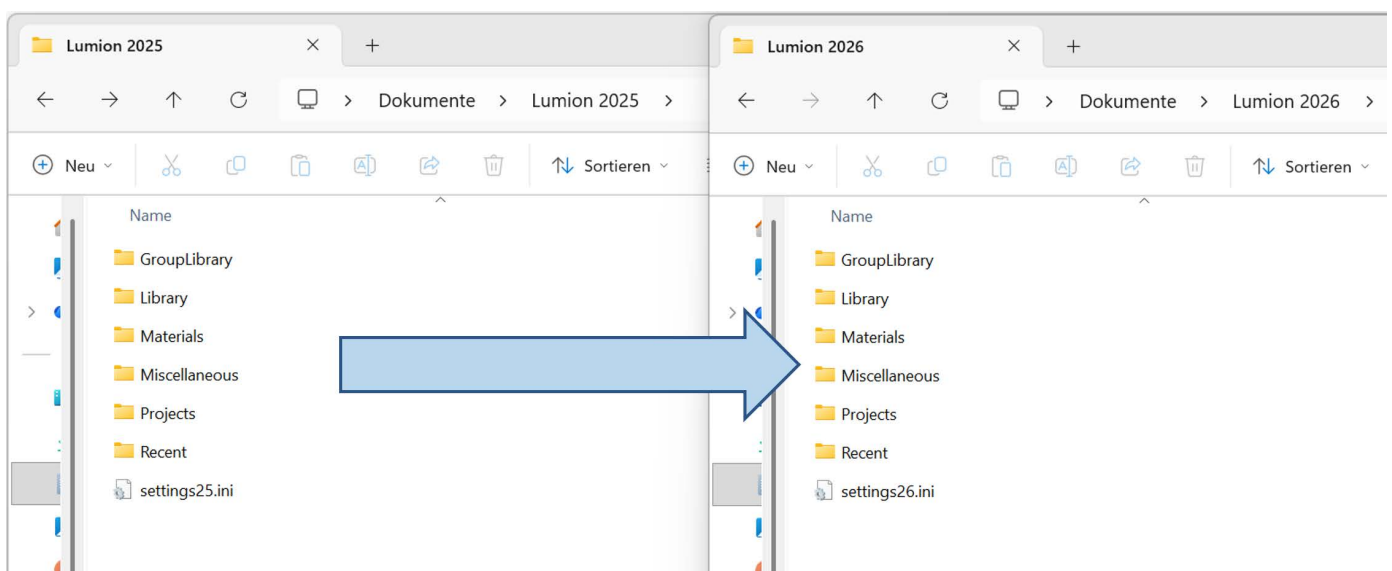 Lumion 2025
Dokumente > Lumion 2025 >
Neu
Sortieren
Name
GroupLibrary
Library
Materials
Miscellaneous
Projects
Recent
settings25.ini
Lumion 2026
Dokumente > Lumion 2026 >
Neu
Sortieren
Name
GroupLibrary
Library
Materials
Miscellaneous
Projects
Recent
settings26.ini